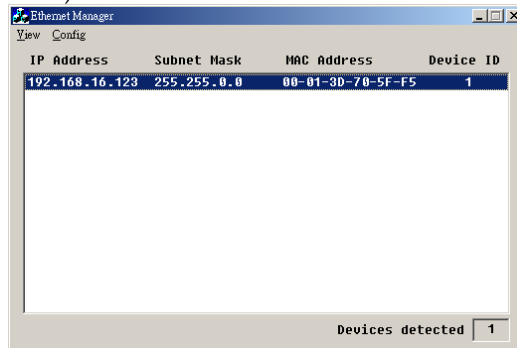 Ethernet Manager
View Config
IP Address Subnet Mask MAC Address Device ID
192.168.16.123 255.255.0.0 00-01-3D-70-5F-F5 1
Devices detected 1